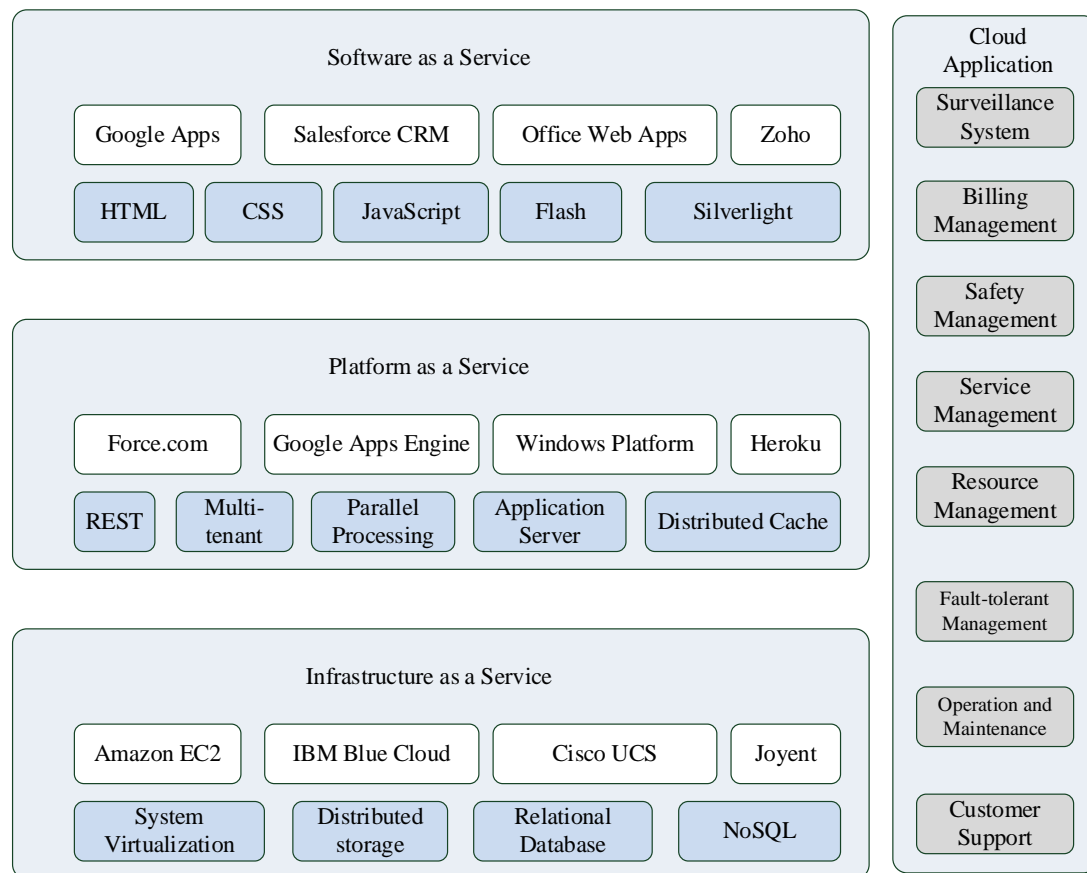 Software as a Service
Google Apps
Salesforce CRM
Office Web Apps
Zoho
HTML
CSS
JavaScript
Flash
Silverlight
Platform as a Service
Force.com
Google Apps Engine
Windows Platform
Heroku
REST
Multi-
tenant
Parallel
Processing
Application
Server
Distributed Cache
Infrastructure as a Service
Amazon EC2
IBM Blue Cloud
Cisco UCS
Joyent
System
Virtualization
Distributed
storage
Relational
Database
NoSQL
Cloud
Application
Surveillance
System
Billing
Management
Safety
Management
Service
Management
Resource
Management
Fault-tolerant
Management
Operation and
Maintenance
Customer
Support